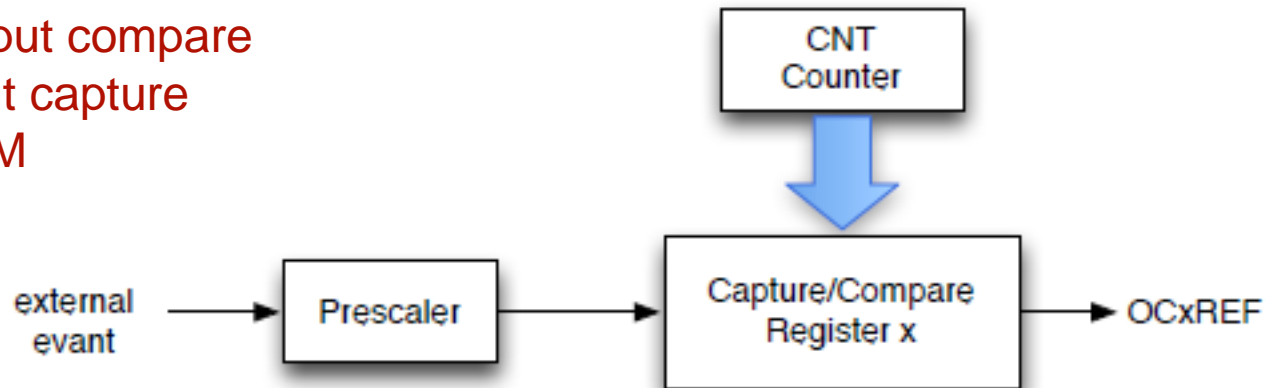 out compare
t capture
M
CNT
Counter
external
evant
Prescaler
Capture/Compare
Register x
OCxREF